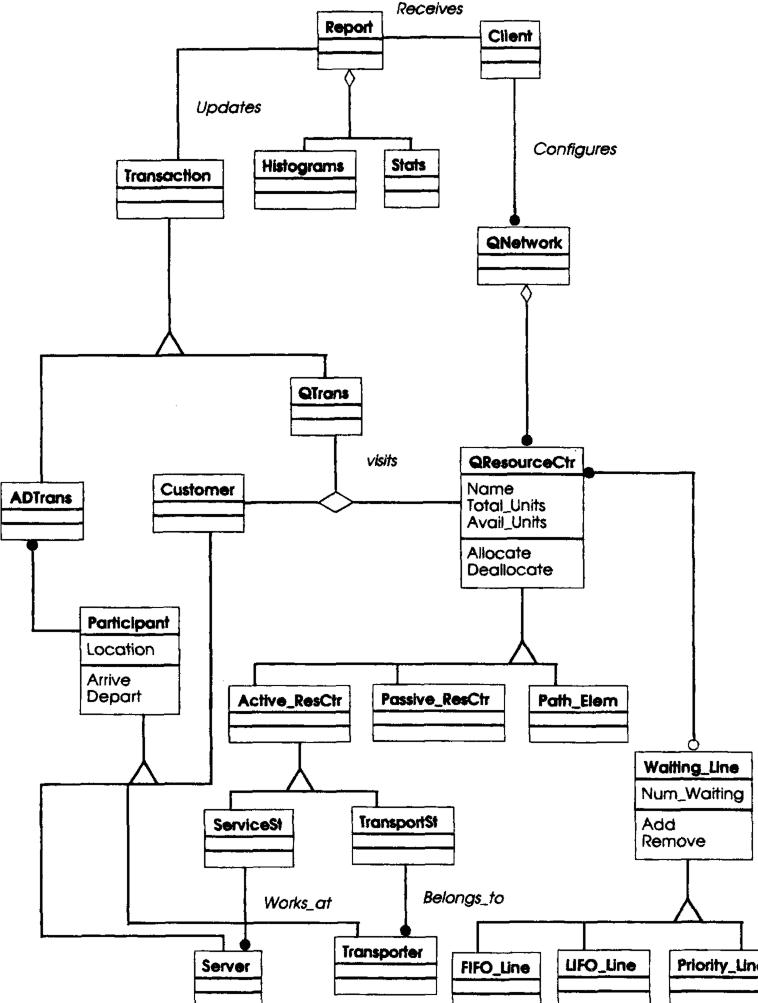 Receives
Report
Client
Updates
Configures
Transaction
Histograms
Stats
QNetwork
QTrans
visits
ADTrans
Customer
QResourceCtr
Name
Total_Units
Avail_Units
Allocate
Deallocate
Participant
Location
Arrive
Depart
Active_ResCtr
Passive_ResCtr
Path_Elem
Waiting_Line
Num_Waiting
Add
Remove
ServiceSt
TransportSt
Works_at
Belongs_to
Server
Transporter
FIFO_Line
LIFO_Line
Priority_Line